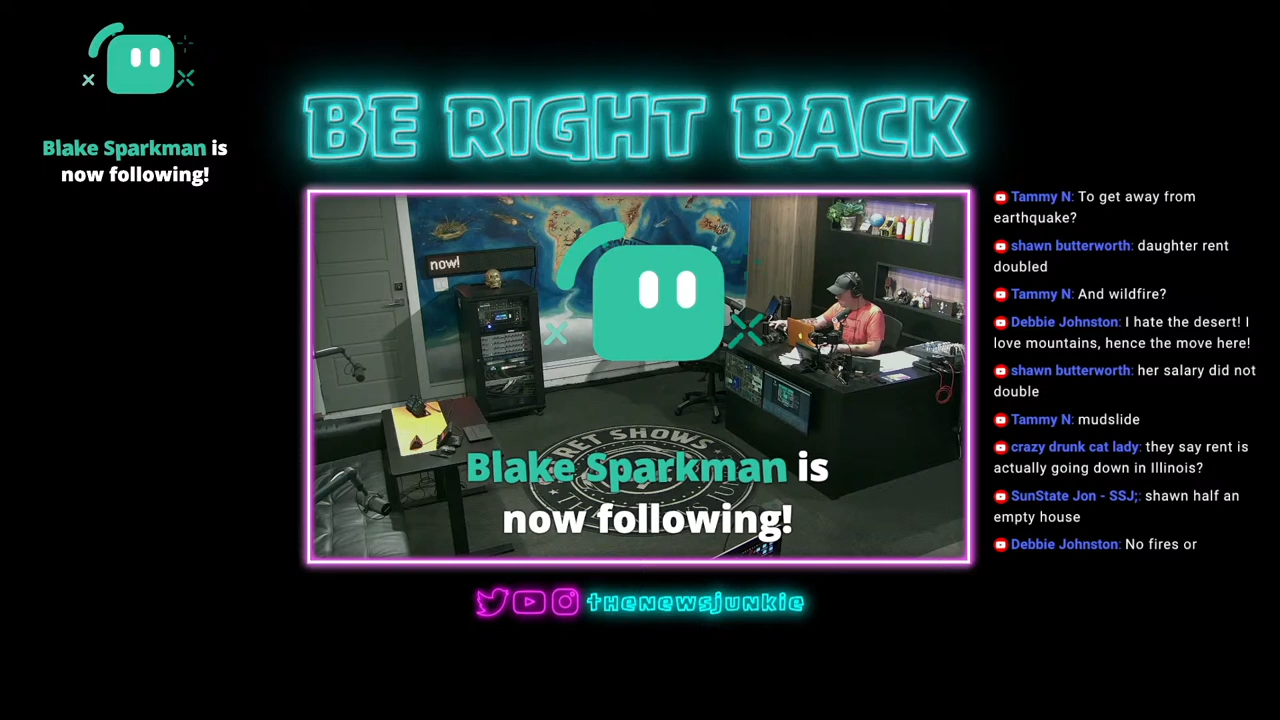 BE RIGHT BACK
Blake Sparkman is
now following!
now!
RET SHOWS
Blake Sparkman is
now following!
thenewsjunkie
Tammy N: To get away from
earthquake?
shawn butterworth: daughter rent
doubled
Tammy N: And wildfire?
Debbie Johnston: I hate the desert! I
love mountains, hence the move here!
shawn butterworth: her salary did not
double
Tammy N: mudslide
crazy drunk cat lady: they say rent is
actually going down in Illinois?
SunState Jon - SSJ;: shawn half an
empty house
Debbie Johnston: No fires or